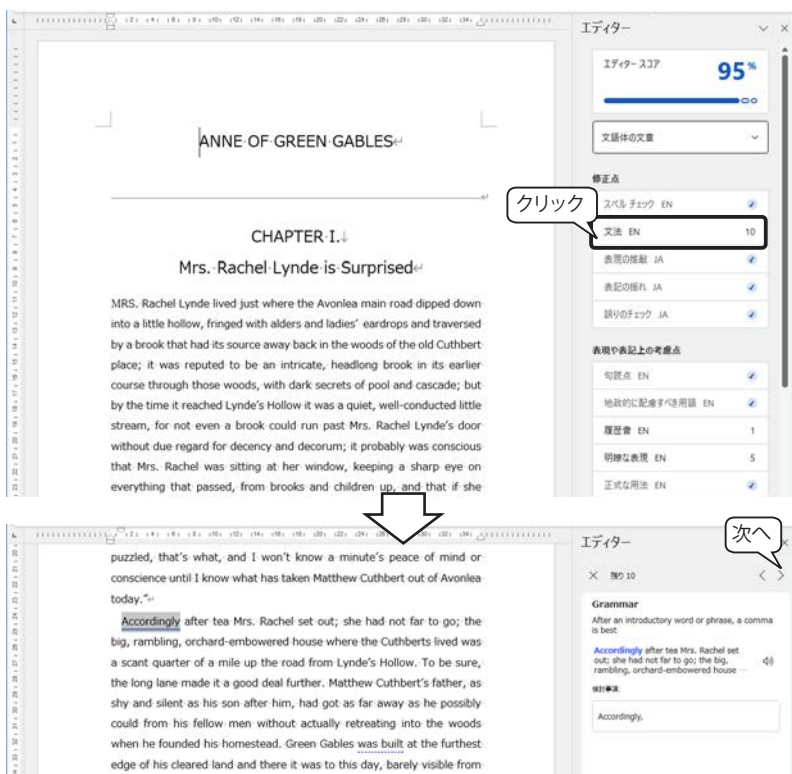 エディター
エディター スコア
95%
文語体の文章
修正点
クリック
スペル チェック EN
文法 EN 10
表現の推敲 JA
表記の揺れ JA
誤りのチェック JA
表現や表記上の考慮点
句読点 EN
地政的に配慮すべき用語 EN
履歴書 EN 1
明瞭な表現 EN 5
正式な用法 EN
ANNE OF GREEN GABLES
CHAPTER I.
Mrs. Rachel Lynde is Surprised
MRS. Rachel Lynde lived just where the Avonlea main road dipped down
into a little hollow, fringed with alders and ladies’ eardrops and traversed
by a brook that had its source away back in the woods of the old Cuthbert
place; it was reputed to be an intricate, headlong brook in its earlier
course through those woods, with dark secrets of pool and cascade; but
by the time it reached Lynde’s Hollow it was a quiet, well-conducted little
stream, for not even a brook could run past Mrs. Rachel Lynde’s door
without due regard for decency and decorum; it probably was conscious
that Mrs. Rachel was sitting at her window, keeping a sharp eye on
everything that passed, from brooks and children up, and that if she
puzzled, that’s what, and I won’t know a minute’s peace of mind or
conscience until I know what has taken Matthew Cuthbert out of Avonlea
today.”
Accordingly after tea Mrs. Rachel set out; she had not far to go; the
big, rambling, orchard-embowered house where the Cuthberts lived was
a scant quarter of a mile up the road from Lynde’s Hollow. To be sure,
the long lane made it a good deal further. Matthew Cuthbert’s father, as
shy and silent as his son after him, had got as far away as he possibly
could from his fellow men without actually retreating into the woods
when he founded his homestead. Green Gables was built at the furthest
edge of his cleared land and there it was to this day, barely visible from
エディター
次へ
残り 10
Grammar
After an introductory word or phrase, a comma
is best
Accordingly after tea Mrs. Rachel set
out; she had not far to go; the big,
rambling, orchard-embowered house
検討事項:
Accordingly,